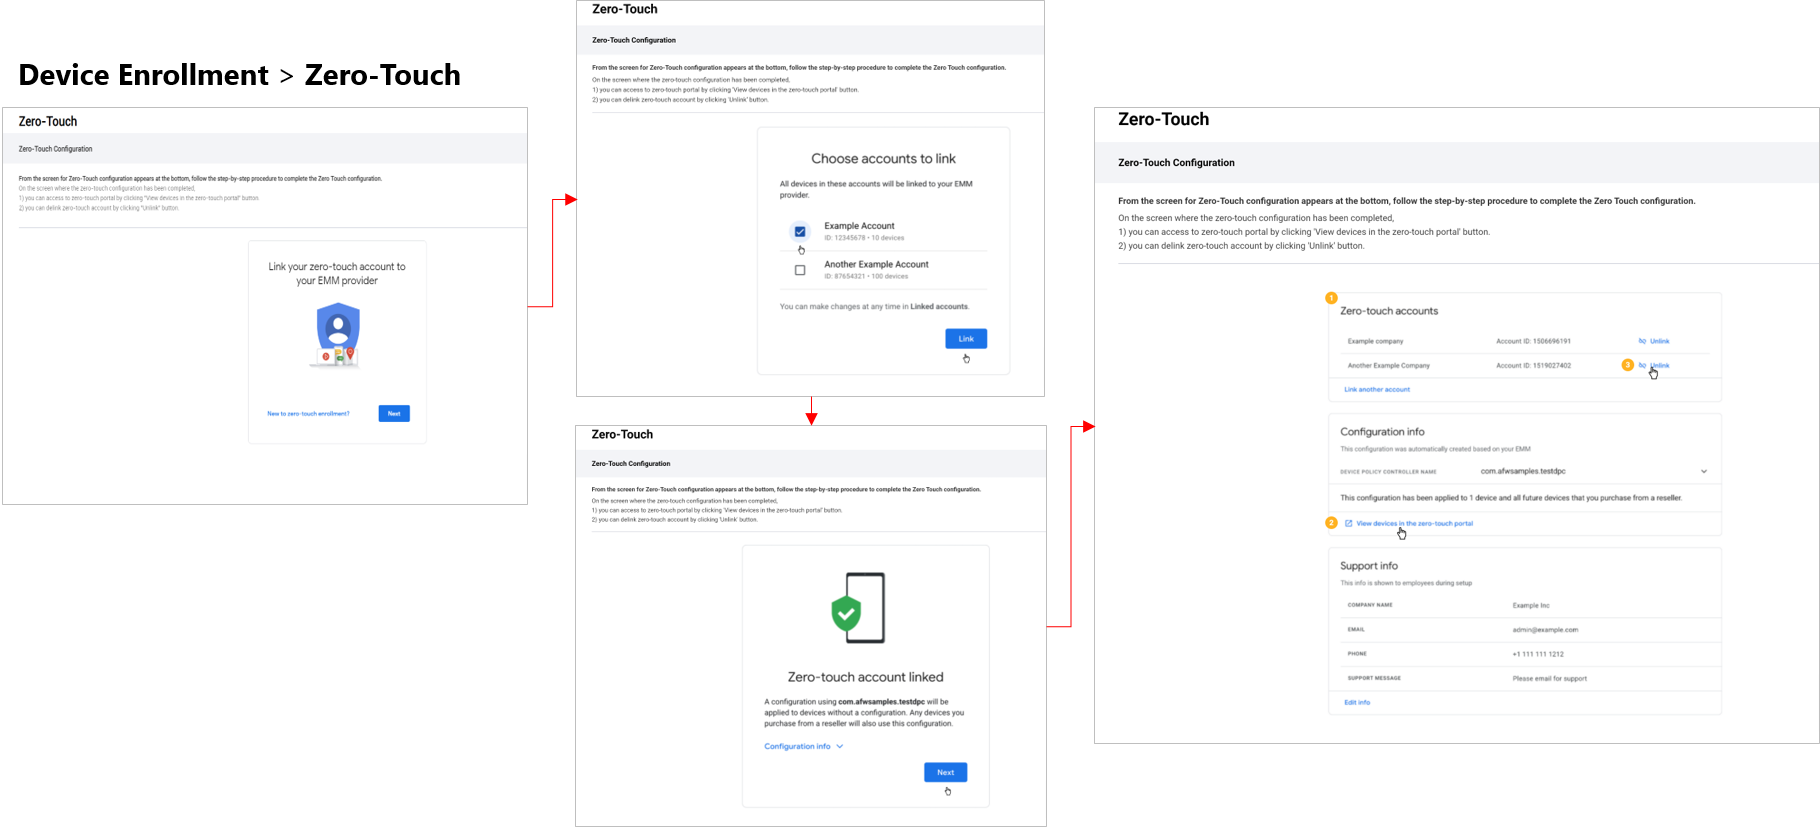 Device Enrollment > Zero-Touch
Zero-Touch
Zero-Touch Configuration
From the screen for Zero-Touch configuration appears at the bottom, follow the step-by-step procedure to complete the Zero Touch configuration.
On the screen where the zero-touch configuration has been completed,
1) you can access to zero-touch portal by clicking "View devices in the zero-touch portal" button.
2) you can delink zero-touch account by clicking "Unlink" button.
Link your zero-touch account to
your EMM provider
New to zero-touch enrollment?
Next
Zero-Touch
Zero-Touch Configuration
From the screen for Zero-Touch configuration appears at the bottom, follow the step-by-step procedure to complete the Zero Touch configuration.
On the screen where the zero-touch configuration has been completed,
1) you can access to zero-touch portal by clicking 'View devices in the zero-touch portal' button.
2) you can delink zero-touch account by clicking 'Unlink' button.
Choose accounts to link
All devices in these accounts will be linked to your EMM
provider.
Example Account
ID: 12345678 • 10 devices
Another Example Account
ID: 87654321 • 100 devices
You can make changes at any time in Linked accounts.
Link
Zero-Touch
Zero-Touch Configuration
From the screen for Zero-Touch configuration appears at the bottom, follow the step-by-step procedure to complete the Zero Touch configuration.
On the screen where the zero-touch configuration has been completed,
1) you can access to zero-touch portal by clicking 'View devices in the zero-touch portal' button.
2) you can delink zero-touch account by clicking 'Unlink' button.
Zero-touch account linked
A configuration using com.afwsamples.testdpc will be
applied to devices without a configuration. Any devices you
purchase from a reseller will also use this configuration.
Configuration info
Next
Zero-Touch
Zero-Touch Configuration
From the screen for Zero-Touch configuration appears at the bottom, follow the step-by-step procedure to complete the Zero Touch configuration.
On the screen where the zero-touch configuration has been completed,
1) you can access to zero-touch portal by clicking 'View devices in the zero-touch portal' button.
2) you can delink zero-touch account by clicking 'Unlink' button.
1
Zero-touch accounts
Example company Account ID: 1506696191 Unlink
Another Example Company Account ID: 1519027402 3 Unlink
Link another account
Configuration info
This configuration was automatically created based on your EMM
DEVICE POLICY CONTROLLER NAME com.afwsamples.testdpc
This configuration has been applied to 1 device and all future devices that you purchase from a reseller.
2 View devices in the zero-touch portal
Support info
This info is shown to employees during setup
COMPANY NAME Example Inc
EMAIL admin@example.com
PHONE +1 111 111 1212
SUPPORT MESSAGE Please email for support
Edit info